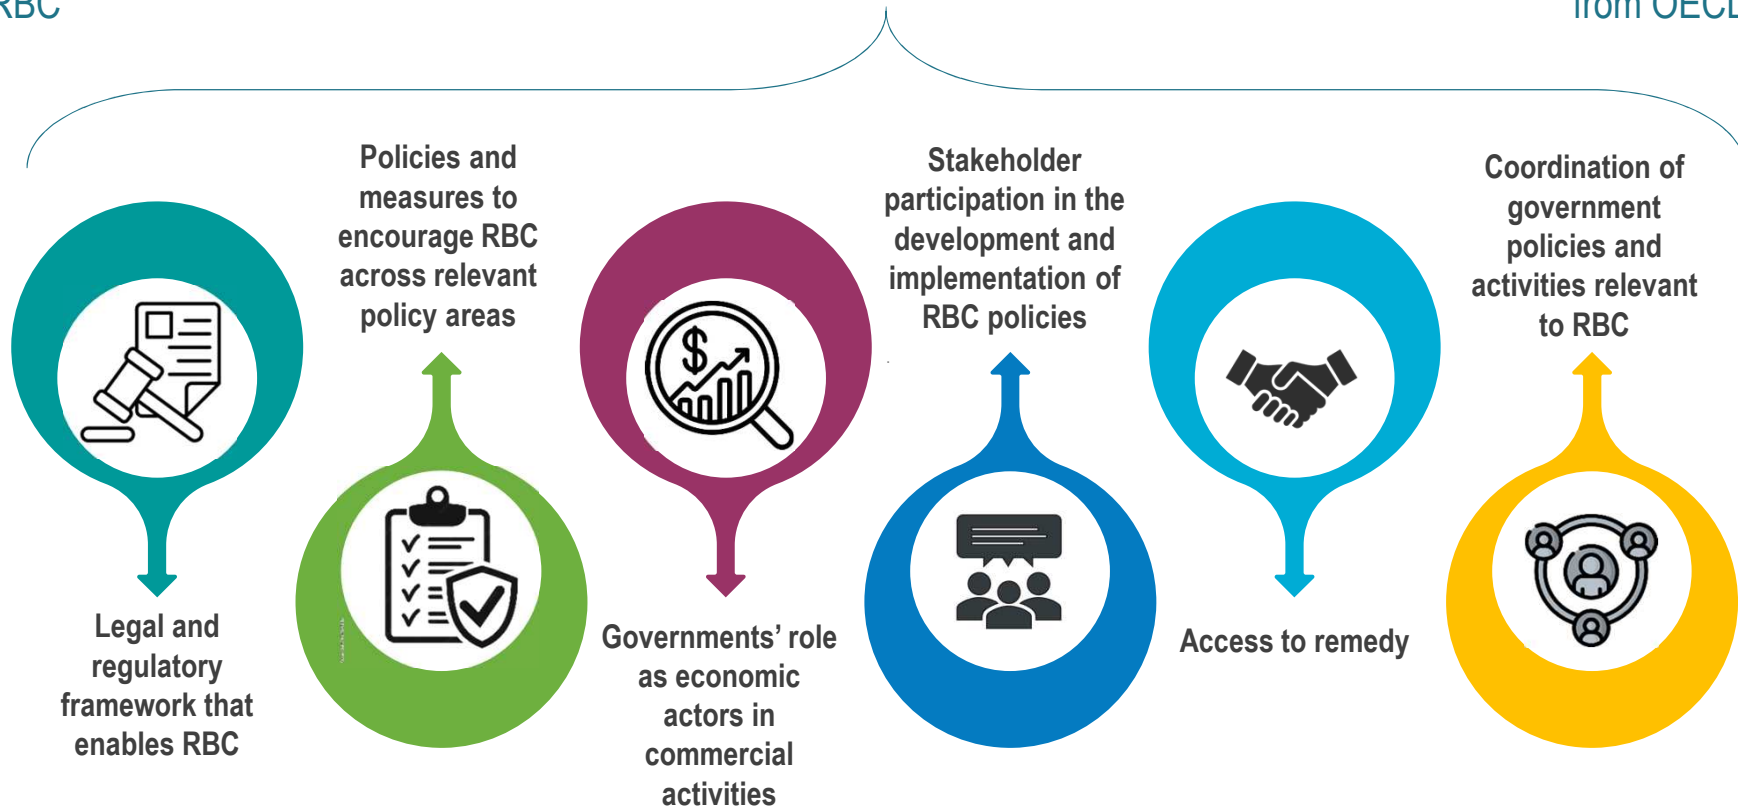 RBC
from OECD
Policies and
measures to
encourage RBC
across relevant
policy areas
Stakeholder
participation in the
development and
implementation of
RBC policies
Coordination of
government
policies and
activities relevant
to RBC
$
Legal and
regulatory
framework that
enables RBC
Governments’ role
as economic
actors in
commercial
activities
Access to remedy